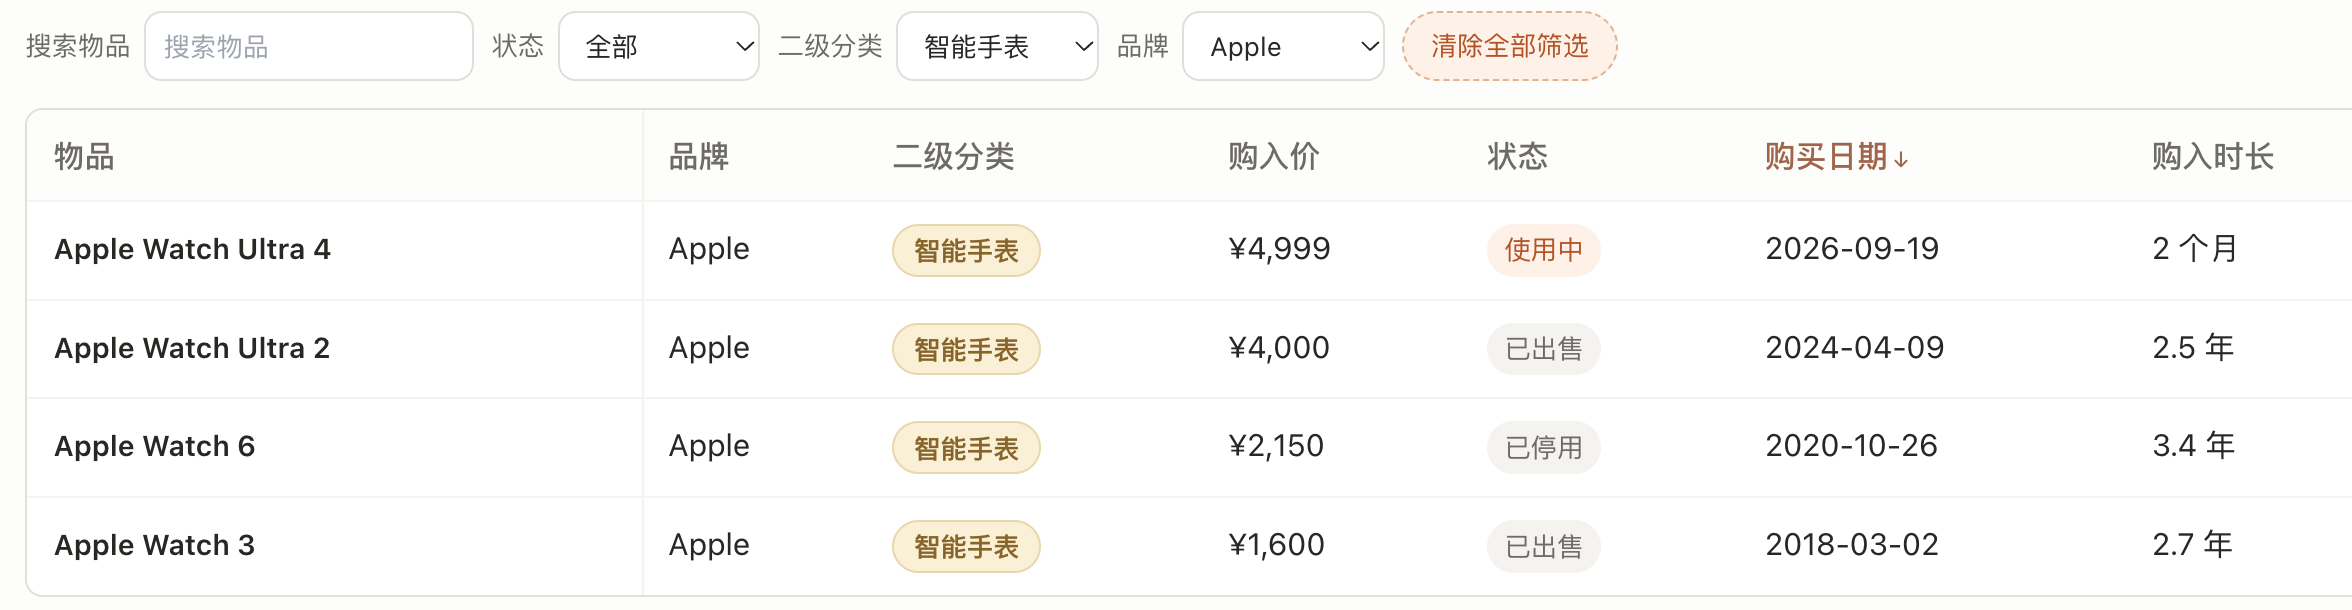 搜索物品 搜索物品 状态 全部 二级分类 智能手表 品牌 Apple 清除全部筛选
物品 品牌 二级分类 购入价 状态 购买日期↓ 购入时长
Apple Watch Ultra 4 Apple 智能手表 ¥4,999 使用中 2026-09-19 2 个月
Apple Watch Ultra 2 Apple 智能手表 ¥4,000 已出售 2024-04-09 2.5 年
Apple Watch 6 Apple 智能手表 ¥2,150 已停用 2020-10-26 3.4 年
Apple Watch 3 Apple 智能手表 ¥1,600 已出售 2018-03-02 2.7 年